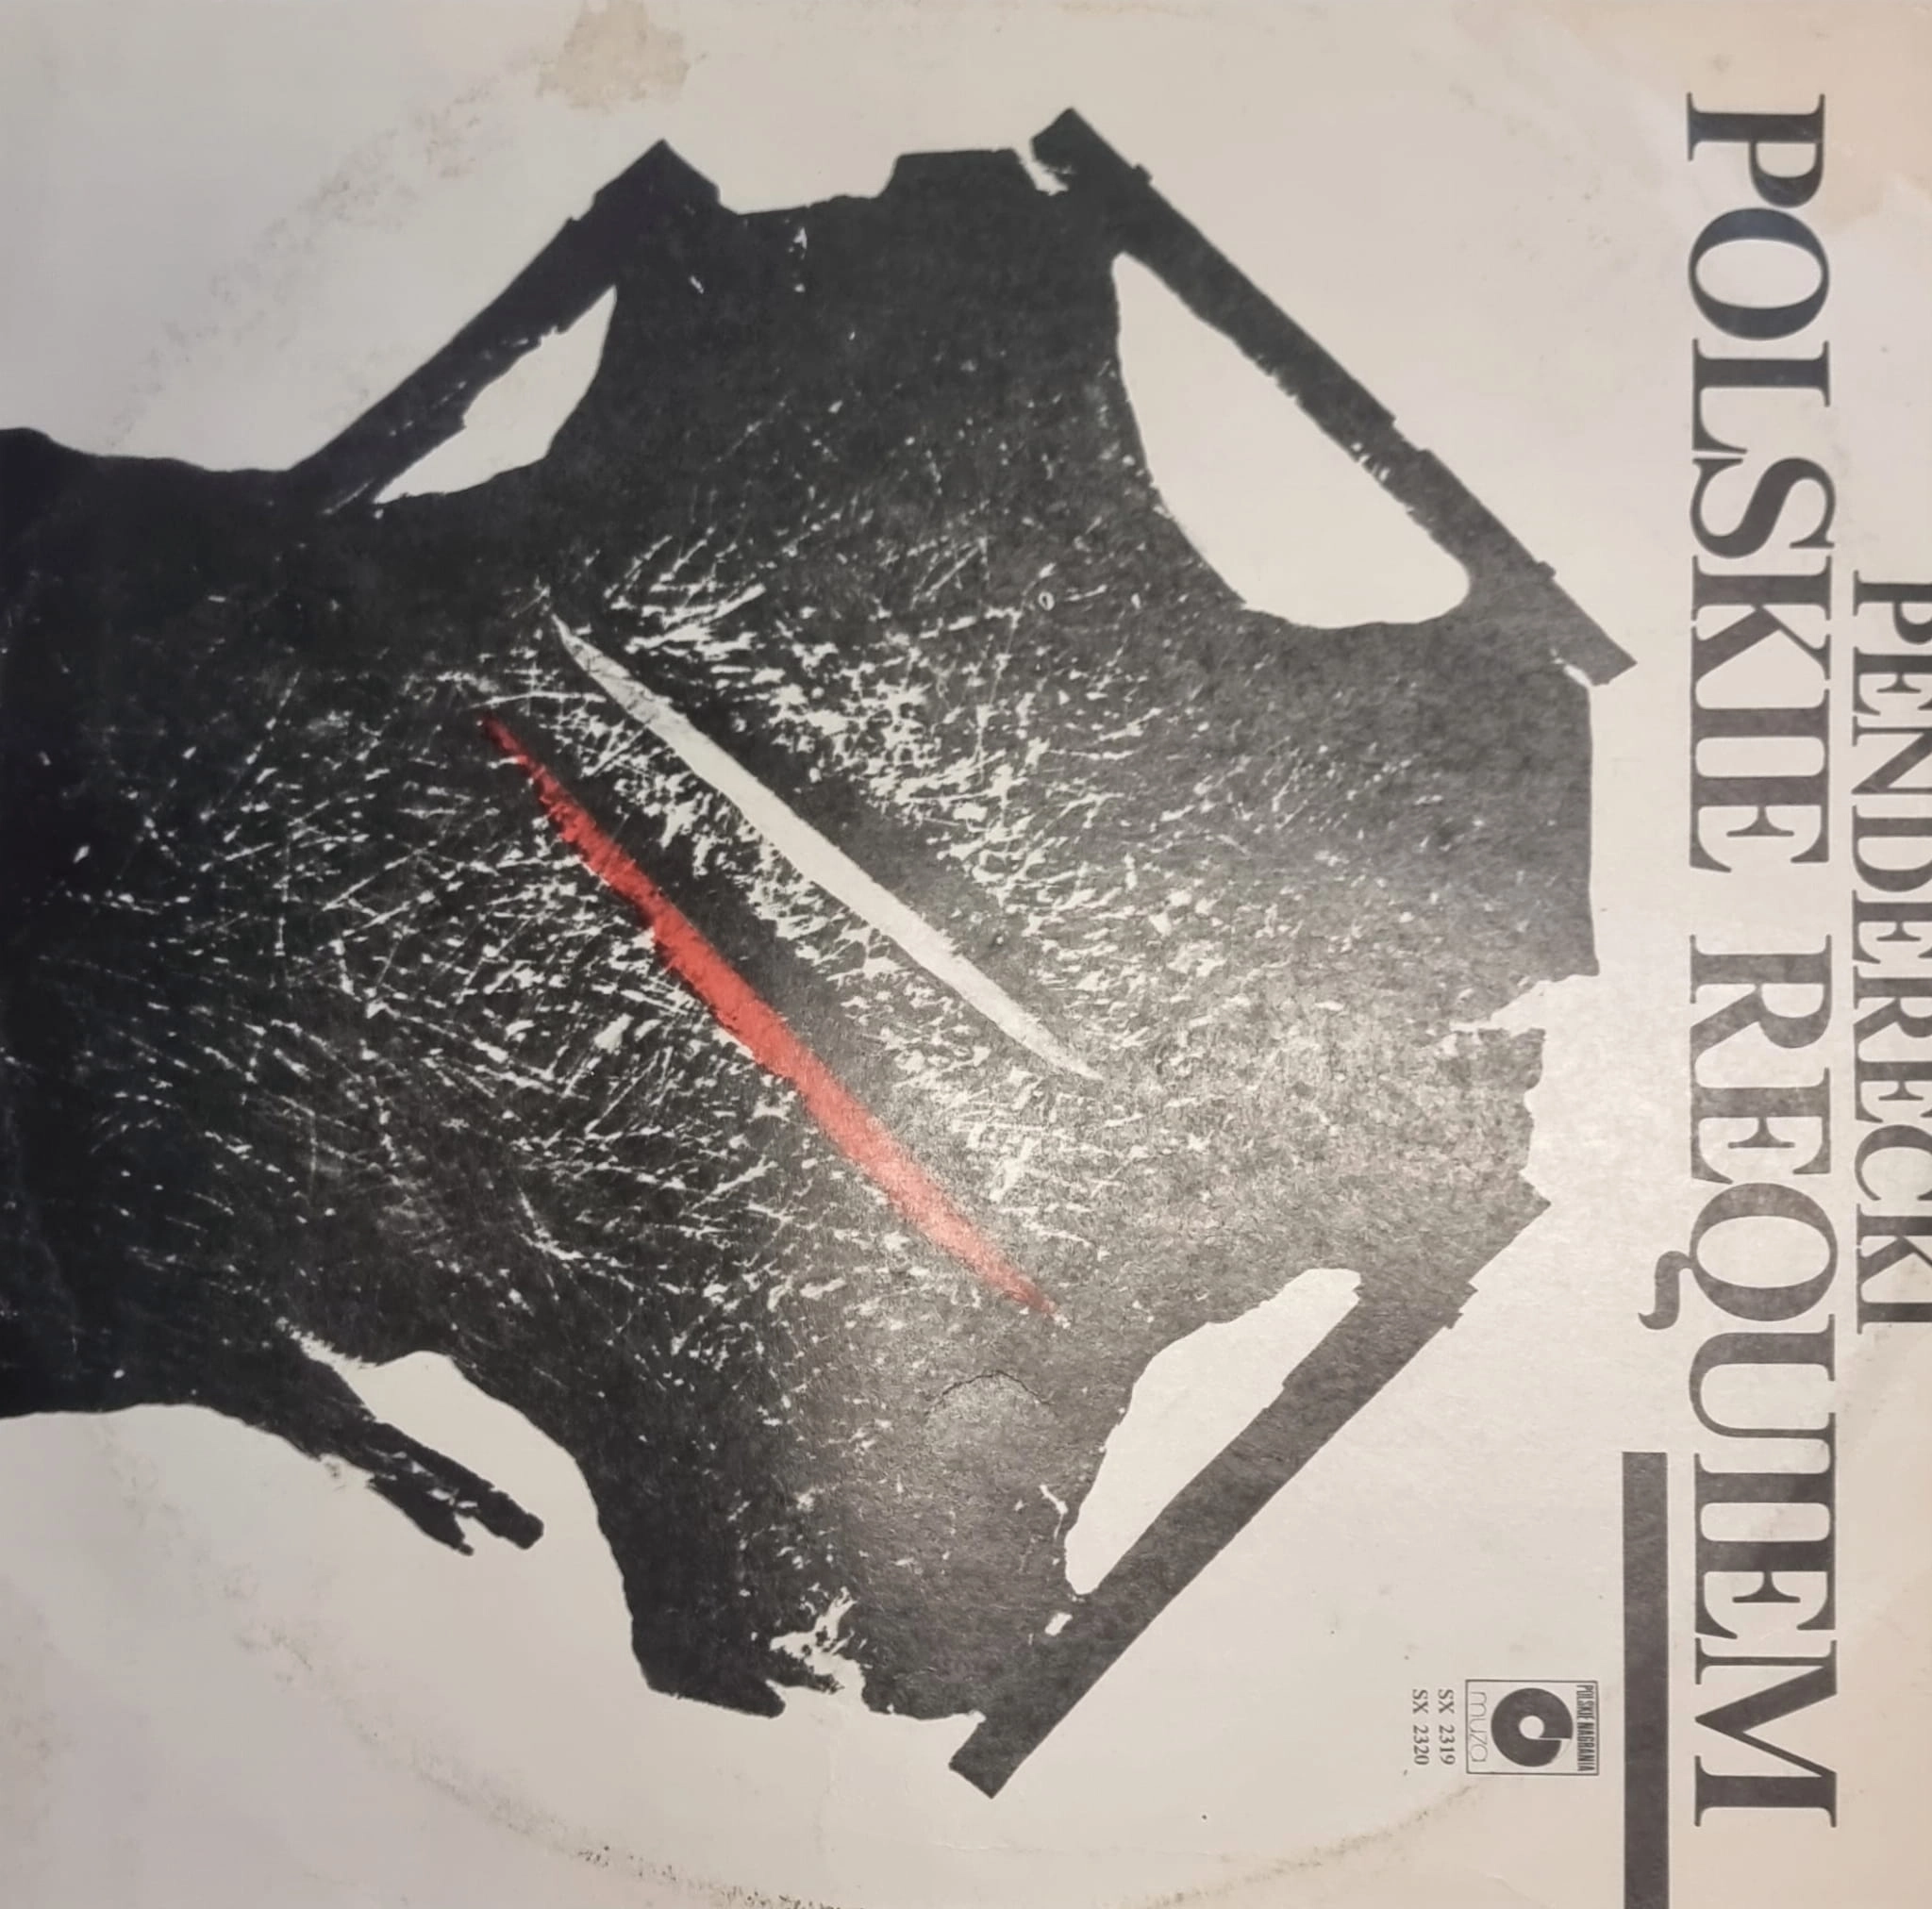 PENDERECKI
POLSKIE REQUIEM
POLSKIE NAGRANIA
muza
SX 2319
SX 2320